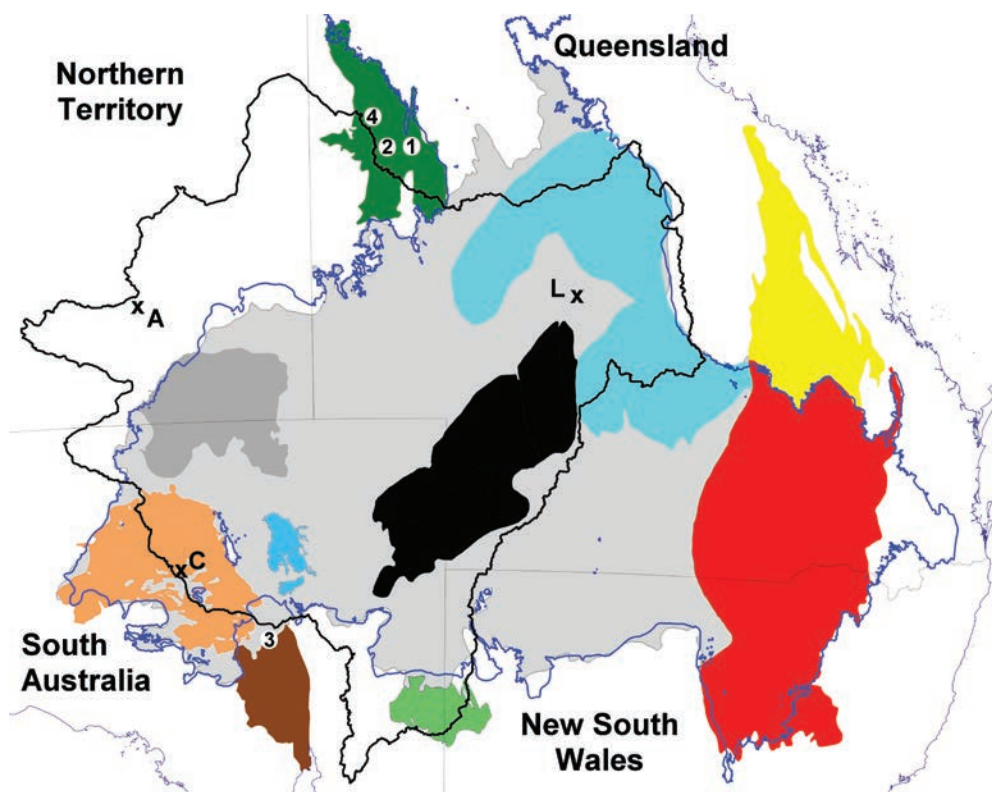 Queensland
Northern
Territory
4
2
1
L x
x
A
x C
3
South
Australia
New South
Wales